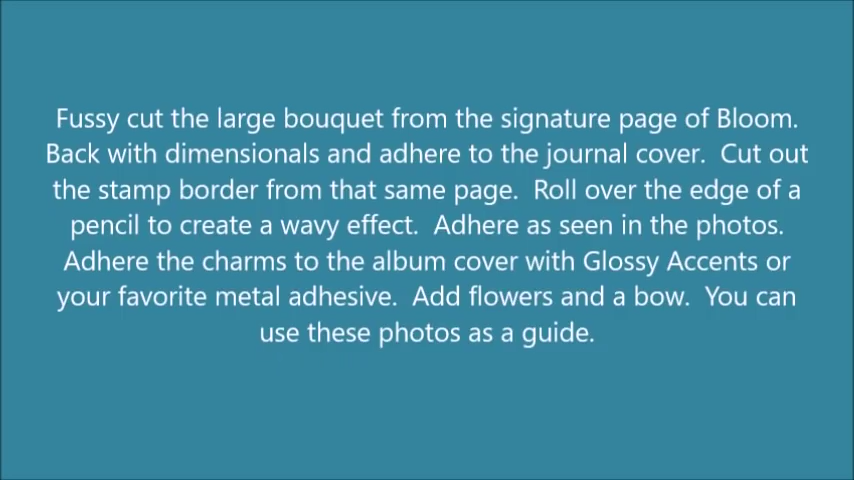 Fussy cut the large bouquet from the signature page of Bloom.
Back with dimensionals and adhere to the journal cover.  Cut out
the stamp border from that same page.  Roll over the edge of a
pencil to create a wavy effect.  Adhere as seen in the photos.
Adhere the charms to the album cover with Glossy Accents or
your favorite metal adhesive.  Add flowers and a bow.  You can
use these photos as a guide.